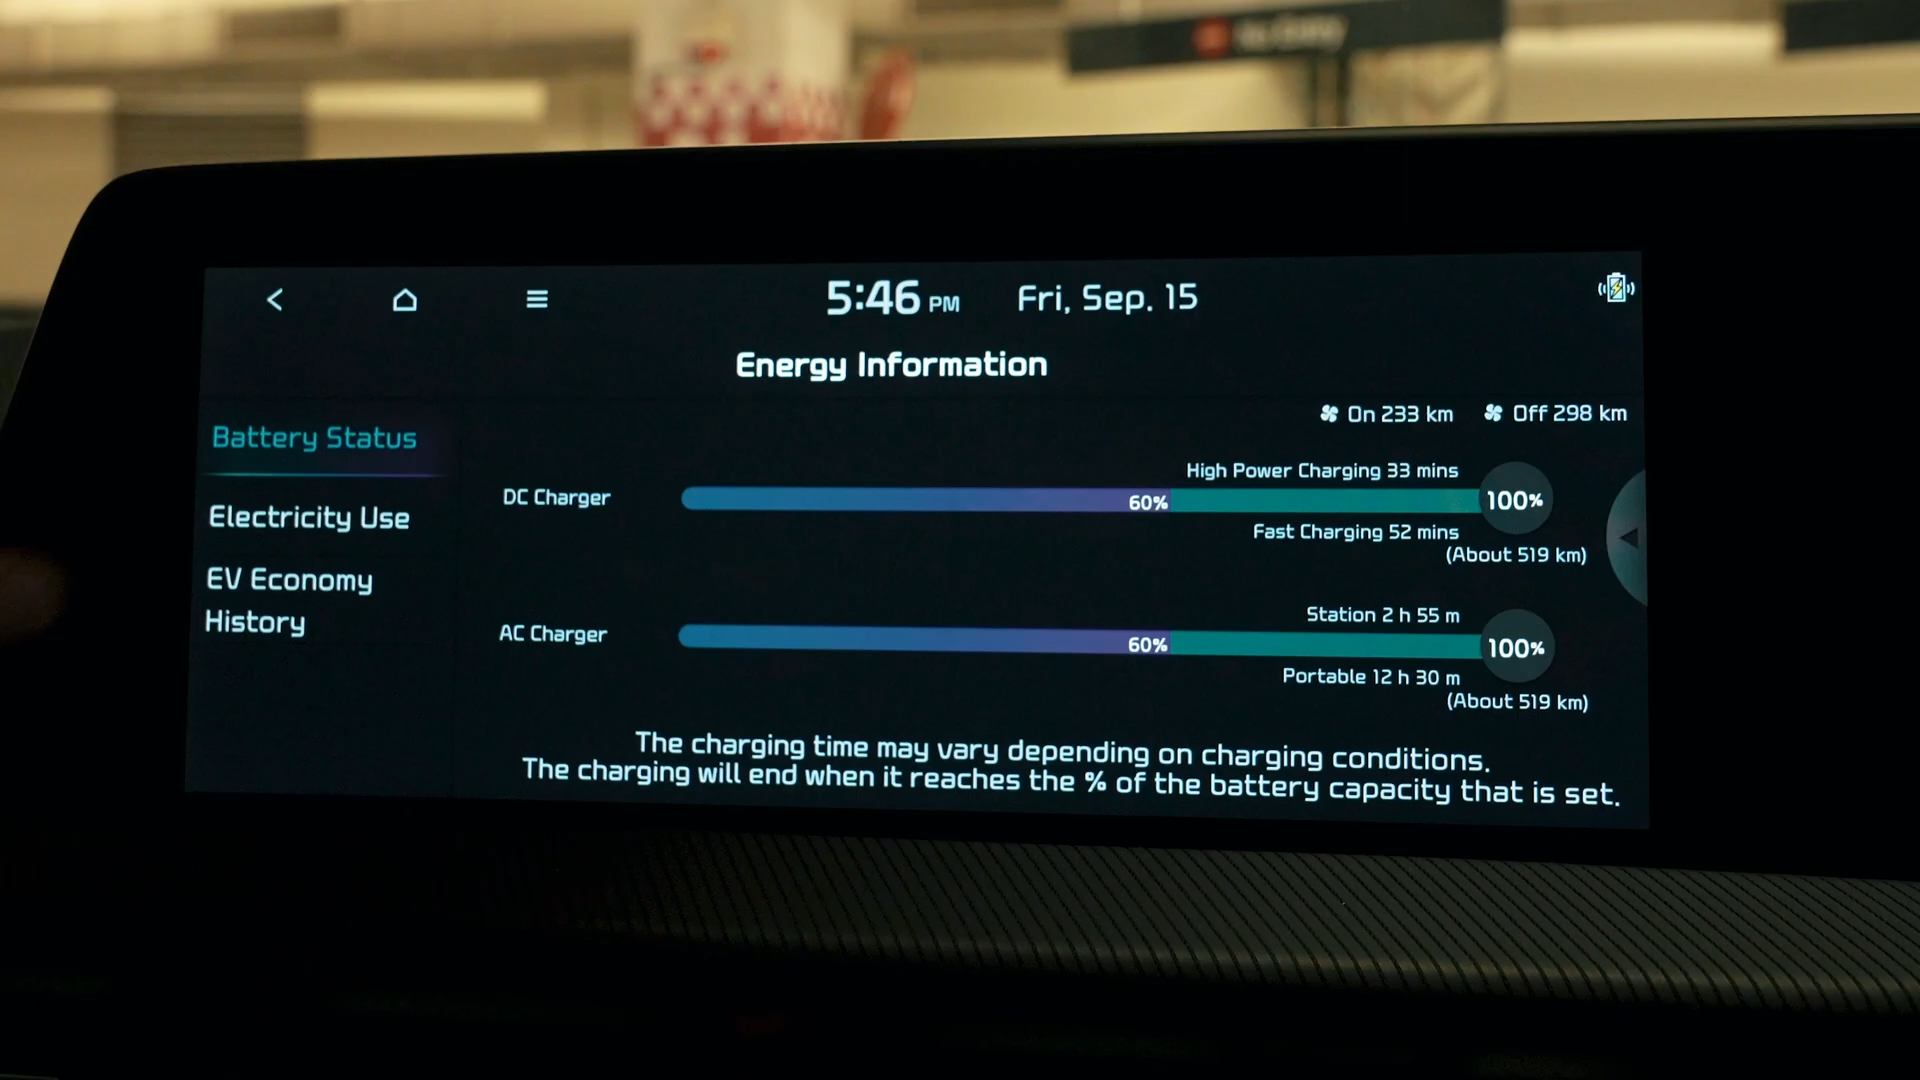 No Entry
5:46 PM Fri, Sep. 15
Energy Information
On 233 km Off 298 km
Battery Status
Electricity Use
EV Economy
History
High Power Charging 33 mins
DC Charger 60% 100%
Fast Charging 52 mins
(About 519 km)
Station 2 h 55 m
AC Charger 60% 100%
Portable 12 h 30 m
(About 519 km)
The charging time may vary depending on charging conditions.
The charging will end when it reaches the % of the battery capacity that is set.